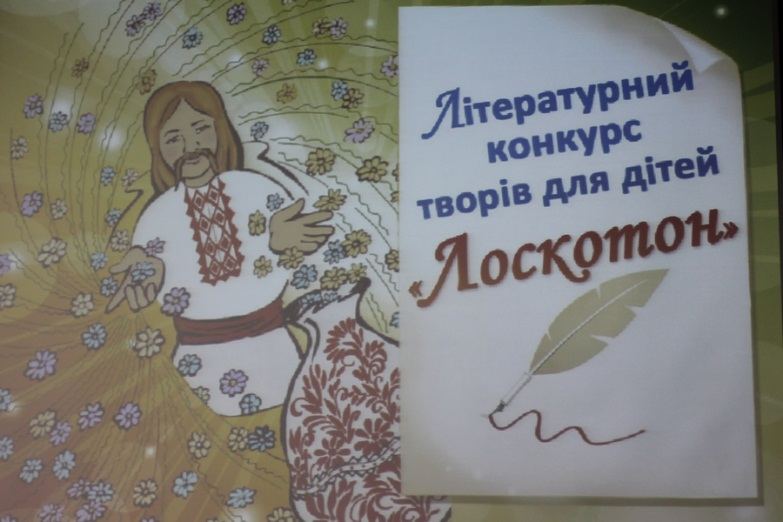 Літературний
конкурс
творів для дітей
«Лоскотон»